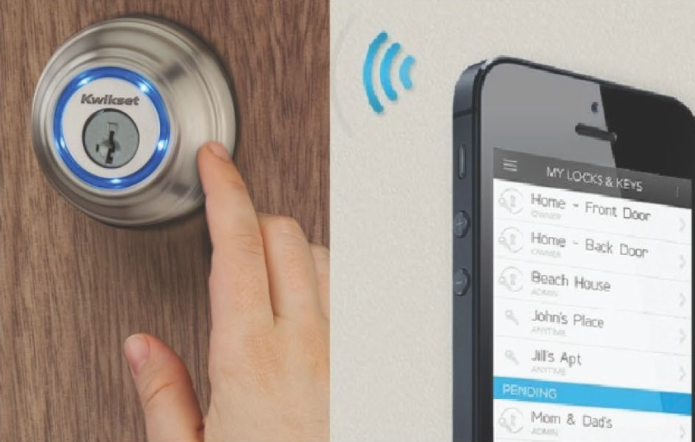 Kwikset
MY LOCKS & KEYS
Home - Front Door
OWNER
Home - Back Door
OWNER
Beach House
ADMIN
John's Place
ANYTIME
Jill's Apt
ANYTIME
PENDING
Mom & Dad's
ADMIN